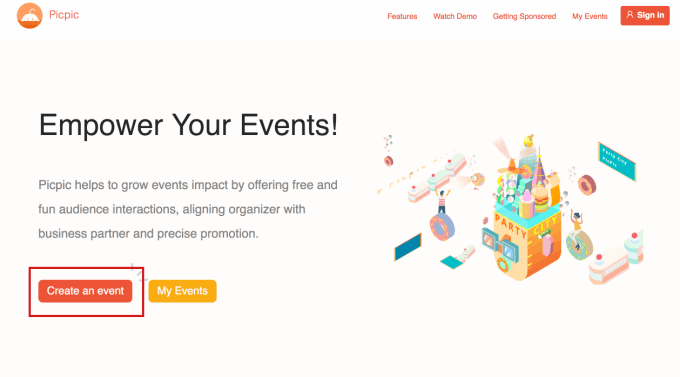 Picpic
Features
Watch Demo
Getting Sponsored
My Events
Sign In
Empower Your Events!
Picpic helps to grow events impact by offering free and
fun audience interactions, aligning organizer with
business partner and precise promotion.
Create an event
My Events
PARTY
CITY
Party City